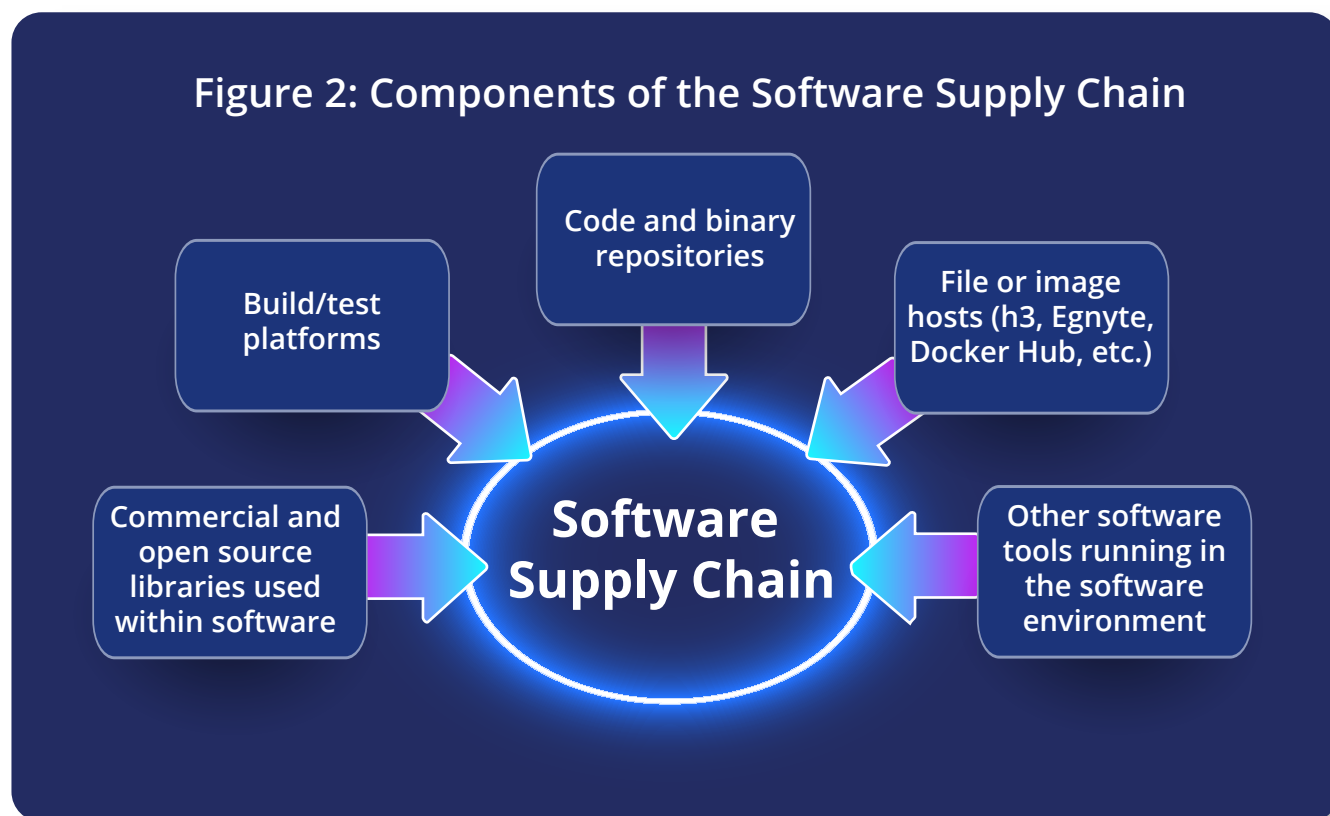 Figure 2: Components of the Software Supply Chain
Code and binary
repositories
Build/test
platforms
File or image
hosts (h3, Egnyte,
Docker Hub, etc.)
Commercial and
open source
libraries used
within software
Software
Supply Chain
Other software
tools running in
the software
environment